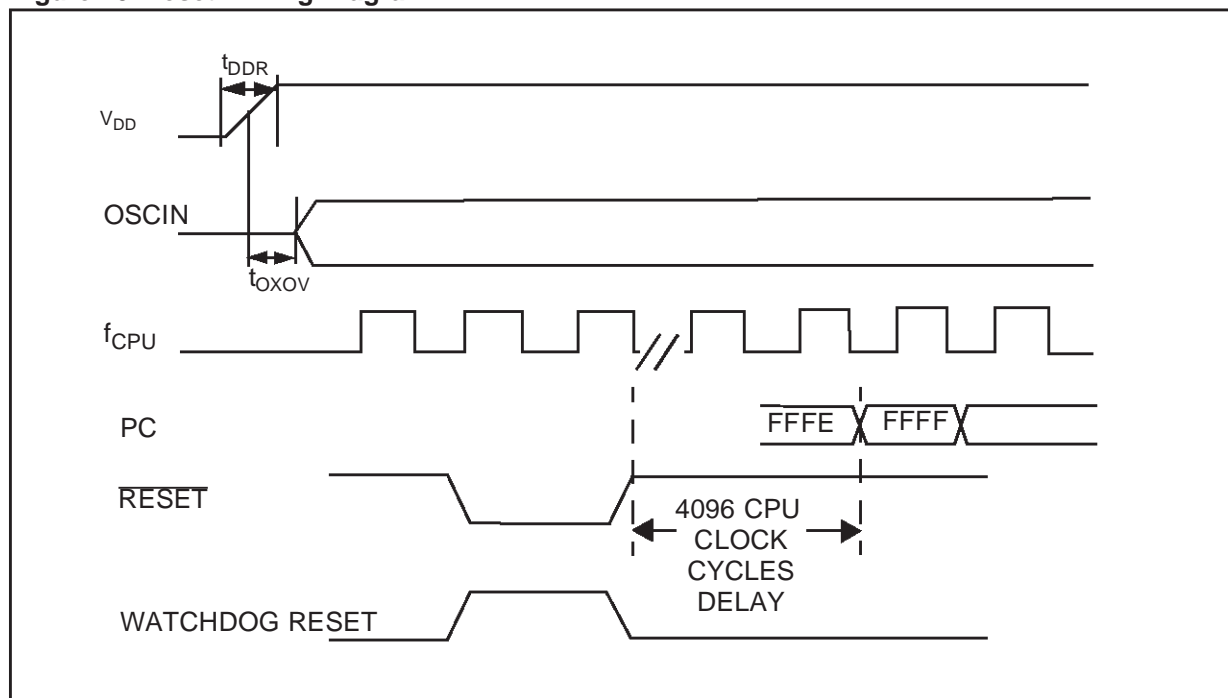 tDDR
VDD
OSCIN
tOXOV
fCPU
PC
FFFE
FFFF
RESET
4096 CPU
CLOCK
CYCLES
DELAY
WATCHDOG RESET